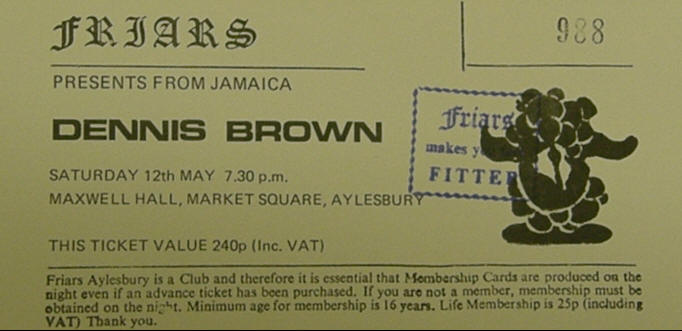 FRIARS
988
PRESENTS FROM JAMAICA
DENNIS BROWN
Friars
makes you
FITTER
SATURDAY 12th MAY 7.30 p.m.
MAXWELL HALL, MARKET SQUARE, AYLESBURY
THIS TICKET VALUE 240p (Inc. VAT)
Friars Aylesbury is a Club and therefore it is essential that Membership Cards are produced on the
night even if an advance ticket has been purchased. If you are not a member, membership must be
obtained on the night. Minimum age for membership is 16 years. Life Membership is 25p (including
VAT) Thank you.